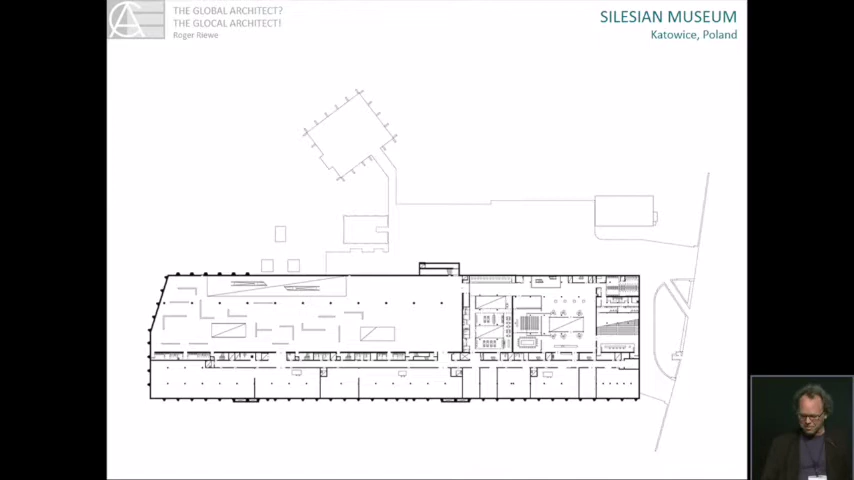 THE GLOBAL ARCHITECT?
THE GLOCAL ARCHITECT!
Roger Riewe
SILESIAN MUSEUM
Katowice, Poland